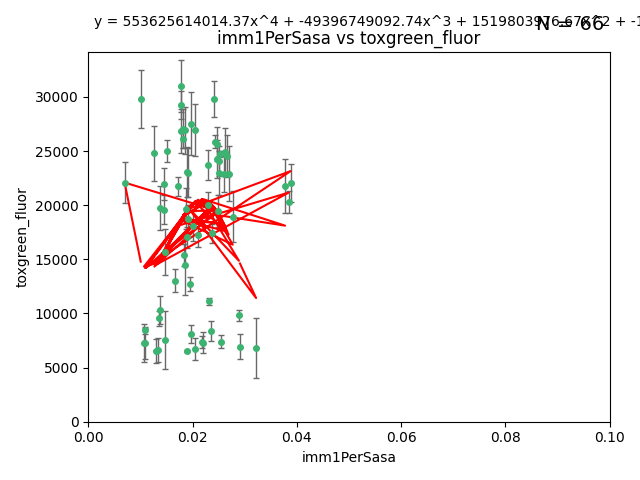 y = 553625614014.37x^4 + -49396749092.74x^3 +
N = 66
imm1PerSasa vs toxgreen_fluor
30000
25000
20000
15000
10000
5000
0
toxgreen_fluor
0.00 0.02 0.04 0.06 0.08 0.10
imm1PerSasa